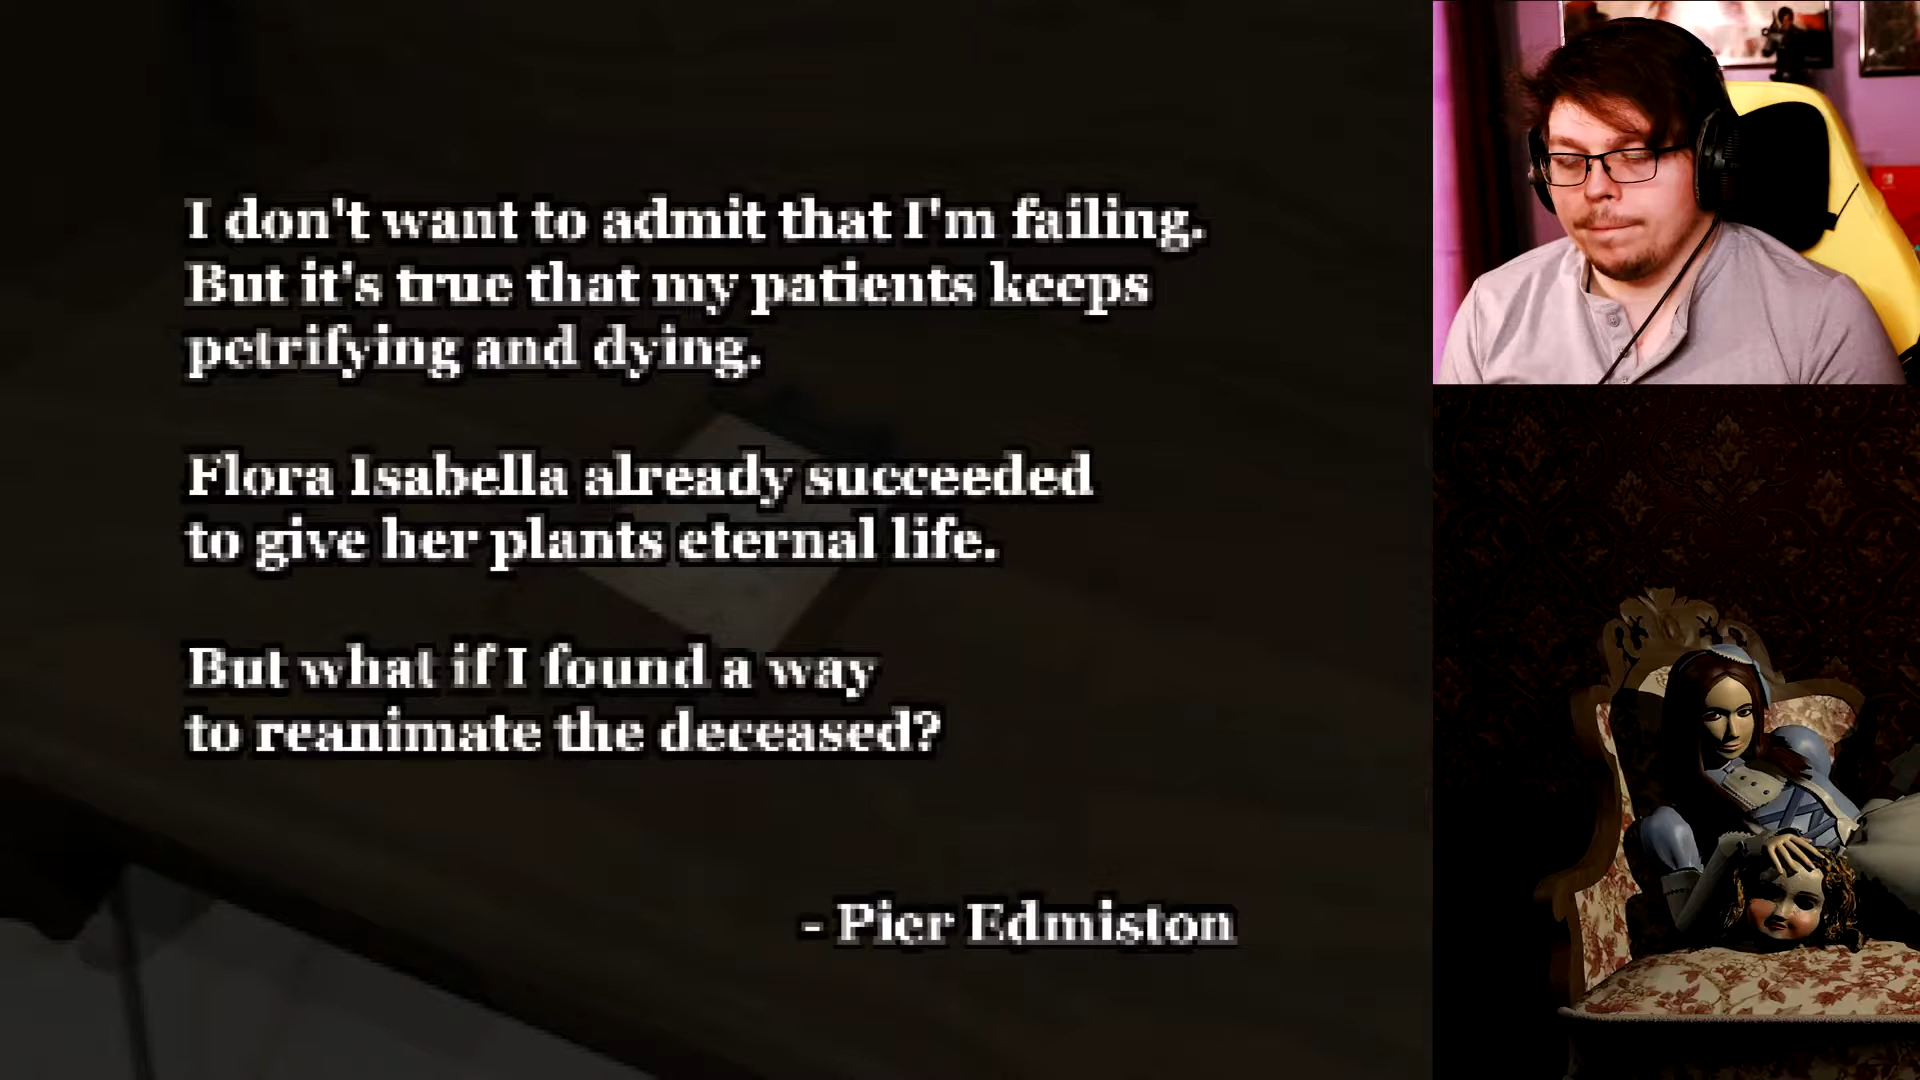 I don't want to admit that I'm failing.
But it's true that my patients keeps
petrifying and dying.
Flora Isabella already succeeded
to give her plants eternal life.
But what if I found a way
to reanimate the deceased?
- Pier Edmiston